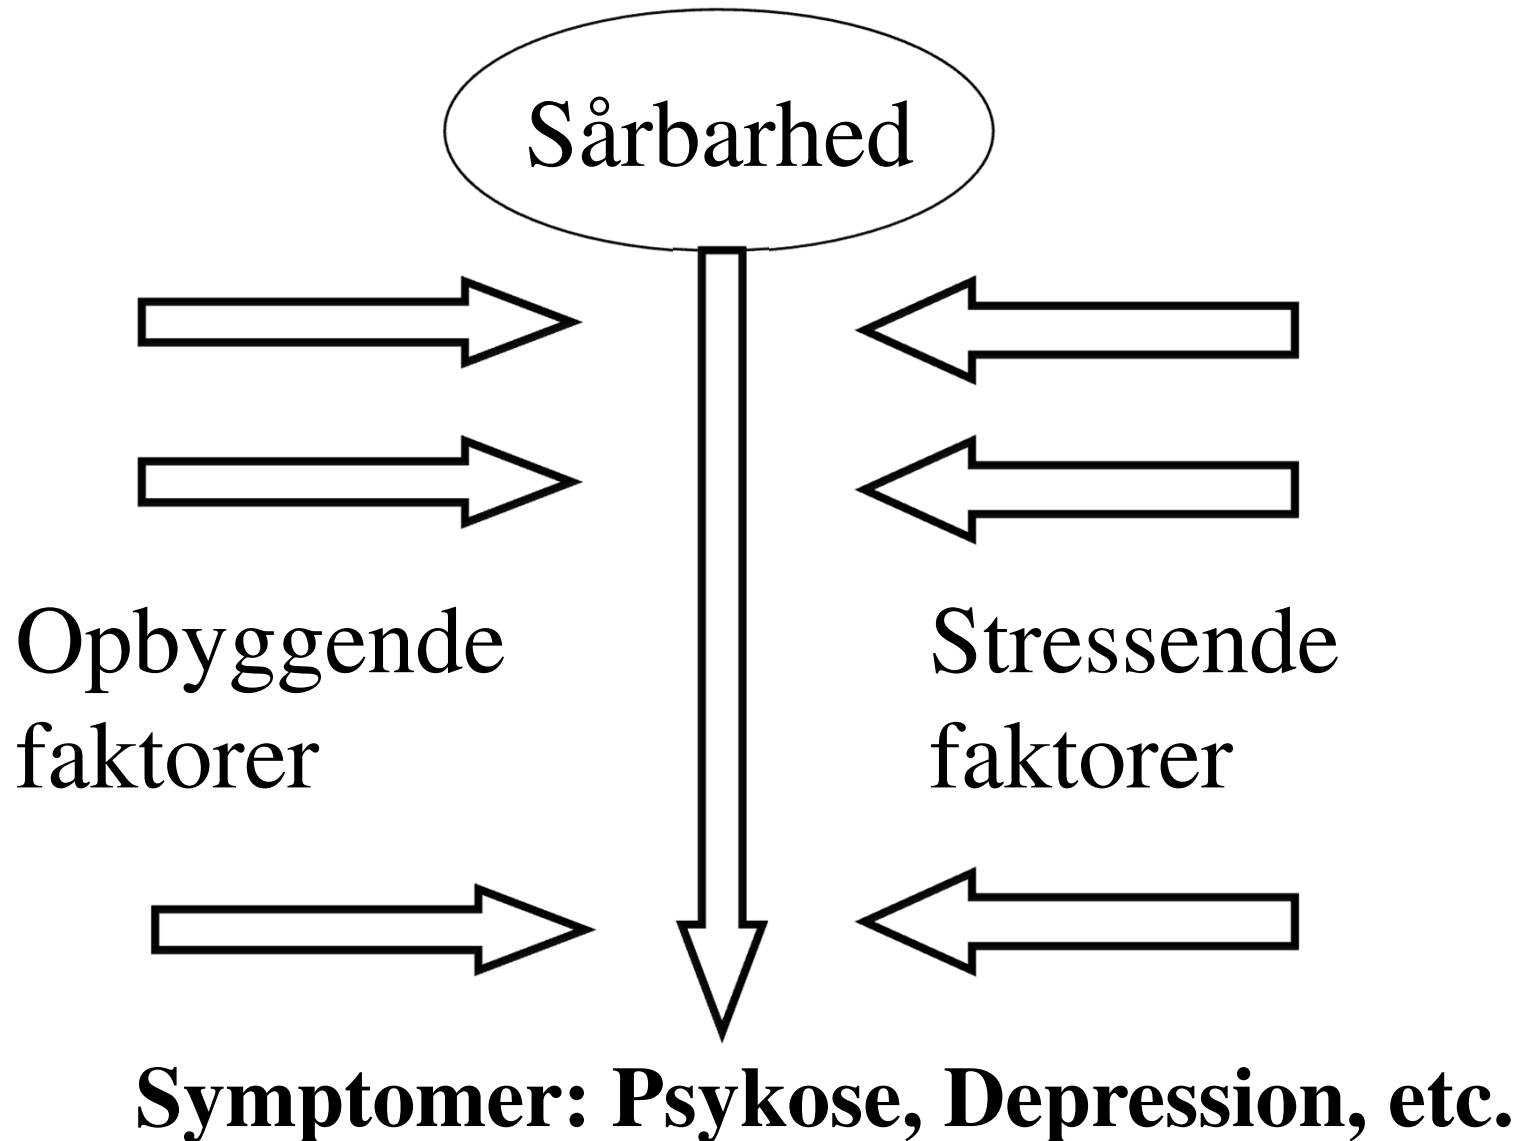 Sårbarhed
Opbyggende
faktorer
Stressende
faktorer
Symptomer: Psykose, Depression, etc.